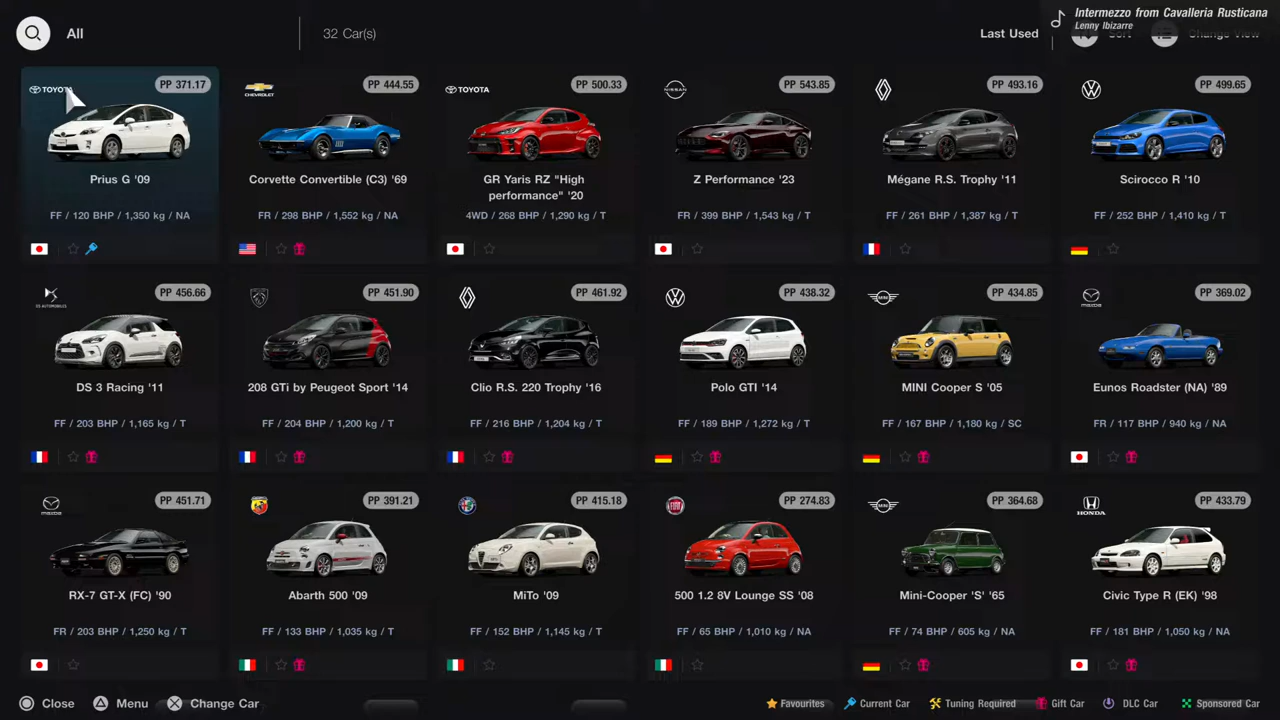 All
32 Car(s)
Last Used
Sort
Change View
Intermezzo from Cavalleria Rusticana
Lenny Ibizarre
TOYOTA
PP 371.17
Prius G '09
FF / 120 BHP / 1,350 kg / NA
CHEVROLET
PP 444.55
Corvette Convertible (C3) '69
FR / 298 BHP / 1,552 kg / NA
TOYOTA
PP 500.33
GR Yaris RZ "High
performance" '20
4WD / 268 BHP / 1,290 kg / T
NISSAN
PP 543.85
Z Performance '23
FR / 399 BHP / 1,543 kg / T
PP 493.16
Mégane R.S. Trophy '11
FF / 261 BHP / 1,387 kg / T
PP 499.65
Scirocco R '10
FF / 252 BHP / 1,410 kg / T
DS AUTOMOBILES
PP 456.66
DS 3 Racing '11
FF / 203 BHP / 1,165 kg / T
PP 451.90
208 GTi by Peugeot Sport '14
FF / 204 BHP / 1,200 kg / T
PP 461.92
Clio R.S. 220 Trophy '16
FF / 216 BHP / 1,204 kg / T
PP 438.32
Polo GTI '14
FF / 189 BHP / 1,272 kg / T
MINI
PP 434.85
MINI Cooper S '05
FF / 167 BHP / 1,180 kg / SC
mazda
PP 369.02
Eunos Roadster (NA) '89
FR / 117 BHP / 940 kg / NA
mazda
PP 451.71
RX-7 GT-X (FC) '90
FR / 203 BHP / 1,250 kg / T
PP 391.21
Abarth 500 '09
FF / 133 BHP / 1,035 kg / T
PP 415.18
MiTo '09
FF / 152 BHP / 1,145 kg / T
FIAT
PP 274.83
500 1.2 8V Lounge SS '08
FF / 65 BHP / 1,010 kg / NA
MINI
PP 364.68
Mini-Cooper 'S' '65
FF / 74 BHP / 605 kg / NA
HONDA
PP 433.79
Civic Type R (EK) '98
FF / 181 BHP / 1,050 kg / NA
Close
Menu
Change Car
Favourites
Current Car
Tuning Required
Gift Car
DLC Car
Sponsored Car